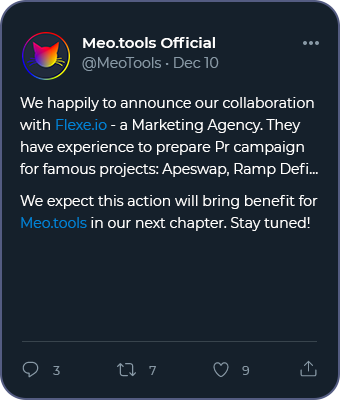 Meo.tools Official
@MeoTools · Dec 10
We happily to announce our collaboration
with Flexe.io - a Marketing Agency. They
have experience to prepare Pr campaign
for famous projects: Apeswap, Ramp Defi...
We expect this action will bring benefit for
Meo.tools in our next chapter. Stay tuned!
3 7 9